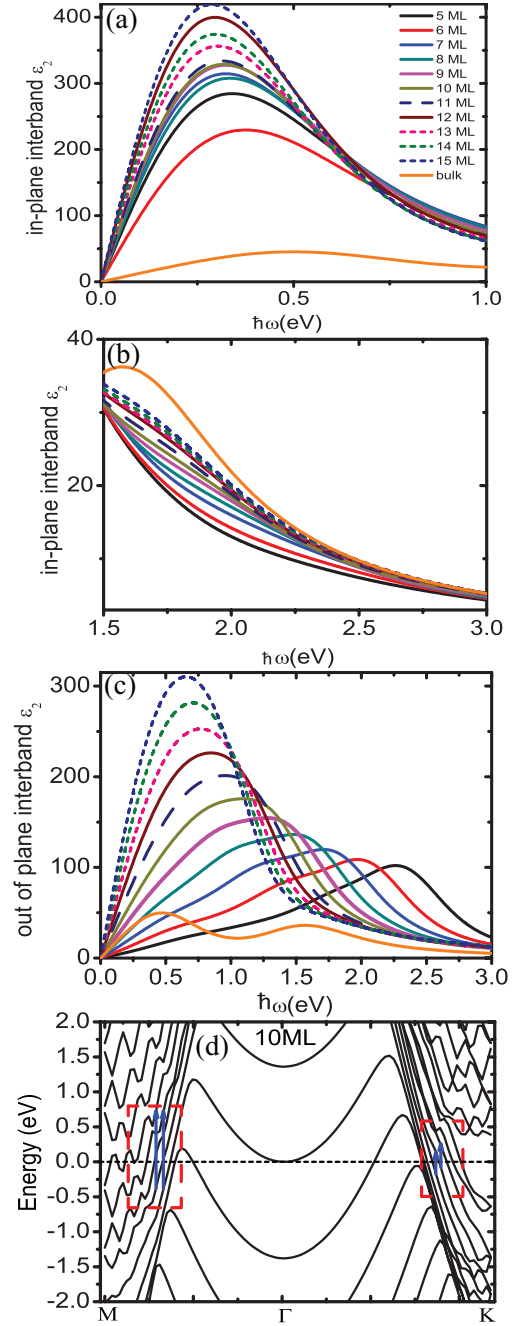 (a)
in-plane interband ε₂
400
300
200
100
0
5 ML
6 ML
7 ML
8 ML
9 ML
10 ML
11 ML
12 ML
13 ML
14 ML
15 ML
bulk
0.0 0.5 1.0
ħω(eV)
(b)
in-plane interband ε₂
40
20
1.5 2.0 2.5 3.0
ħω(eV)
(c)
out of plane interband ε₂
300
200
100
0
0.0 0.5 1.0 1.5 2.0 2.5 3.0
ħω(eV)
(d)
10ML
Energy (eV)
2.0
1.5
1.0
0.5
0.0
-0.5
-1.0
-1.5
-2.0
M Γ K